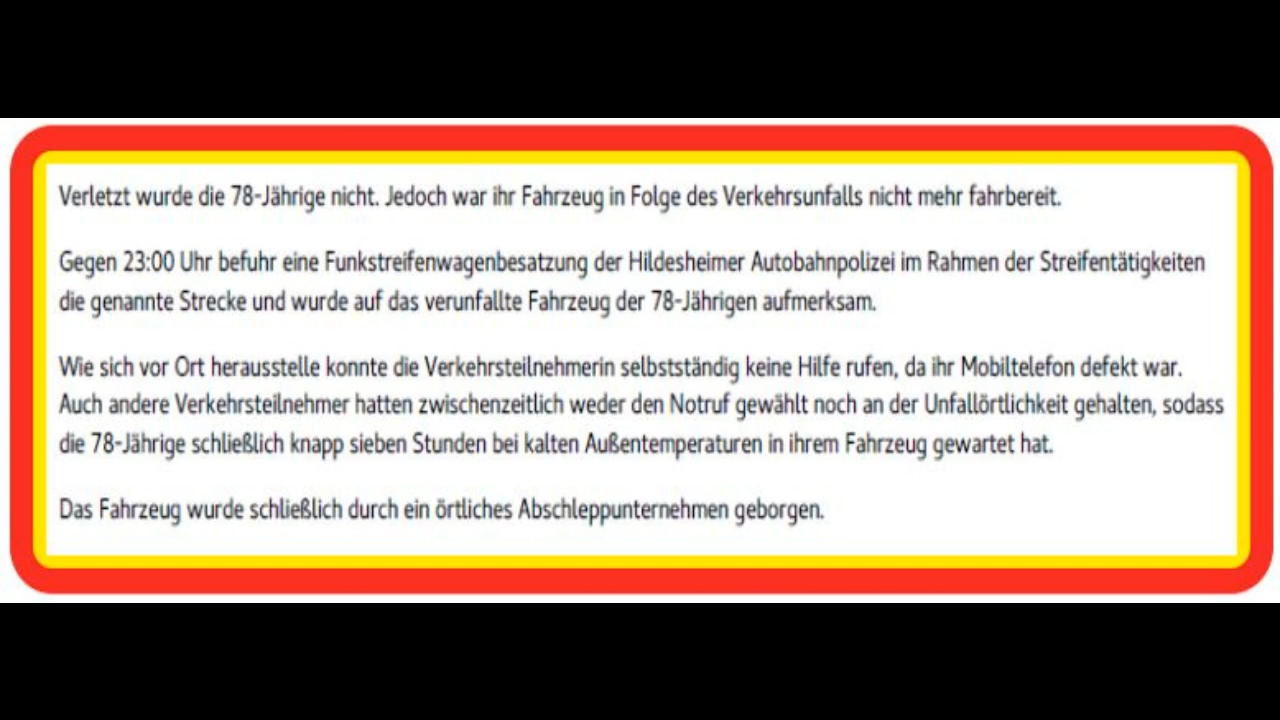 Verletzt wurde die 78-Jährige nicht. Jedoch war ihr Fahrzeug in Folge des Verkehrsunfalls nicht mehr fahrbereit.
Gegen 23:00 Uhr befuhr eine Funkstreifenwagenbesatzung der Hildesheimer Autobahnpolizei im Rahmen der Streifentätigkeiten
die genannte Strecke und wurde auf das verunfallte Fahrzeug der 78-Jährigen aufmerksam.
Wie sich vor Ort herausstelle konnte die Verkehrsteilnehmerin selbstständig keine Hilfe rufen, da ihr Mobiltelefon defekt war.
Auch andere Verkehrsteilnehmer hatten zwischenzeitlich weder den Notruf gewählt noch an der Unfallörtlichkeit gehalten, sodass
die 78-Jährige schließlich knapp sieben Stunden bei kalten Außentemperaturen in ihrem Fahrzeug gewartet hat.
Das Fahrzeug wurde schließlich durch ein örtliches Abschleppunternehmen geborgen.